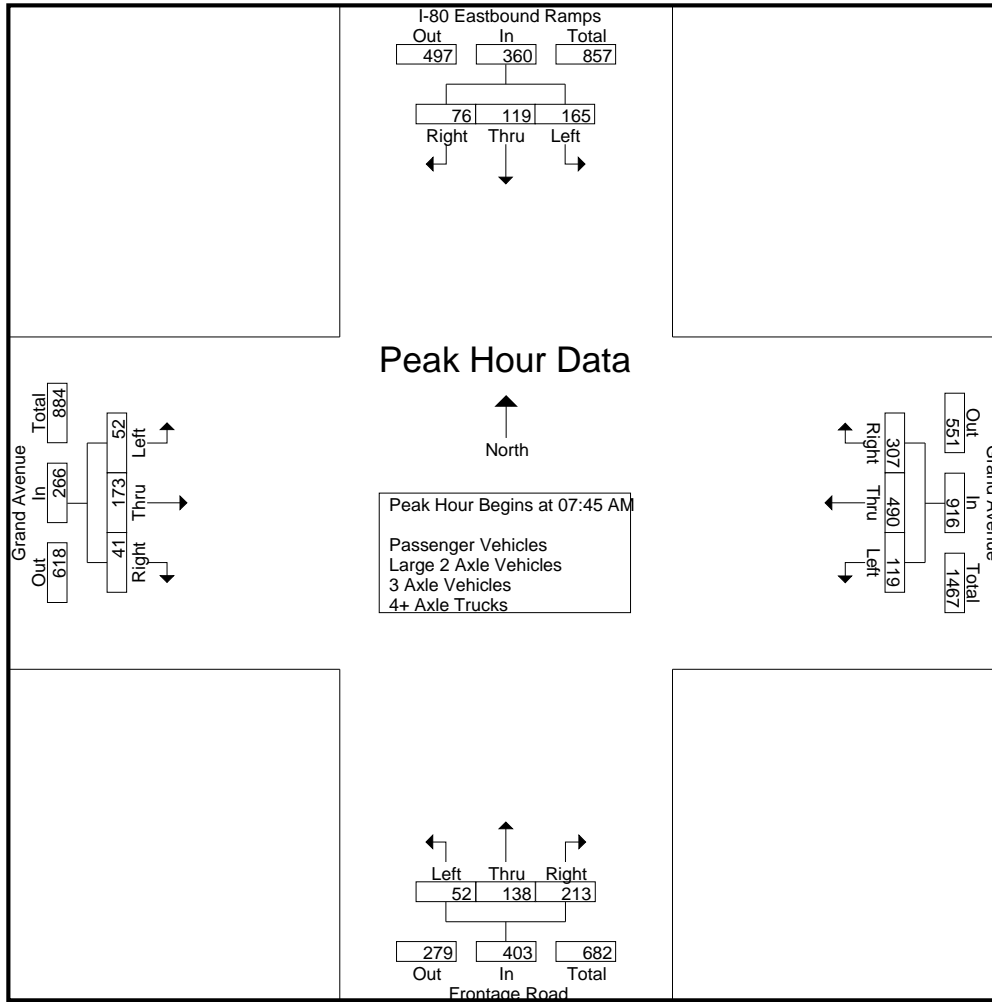 I-80 Eastbound Ramps
Out In Total
497 360 857
76 119 165
Right Thru Left
Peak Hour Data
North
Peak Hour Begins at 07:45 AM
Passenger Vehicles
Large 2 Axle Vehicles
3 Axle Vehicles
4+ Axle Trucks
Grand Avenue
Out In Total
618 266 884
52 173 41
Left Thru Right
Grand Avenue
Out In Total
551 916 1467
307 490 119
Right Thru Left
Left Thru Right
52 138 213
279 403 682
Out In Total
Frontage Road